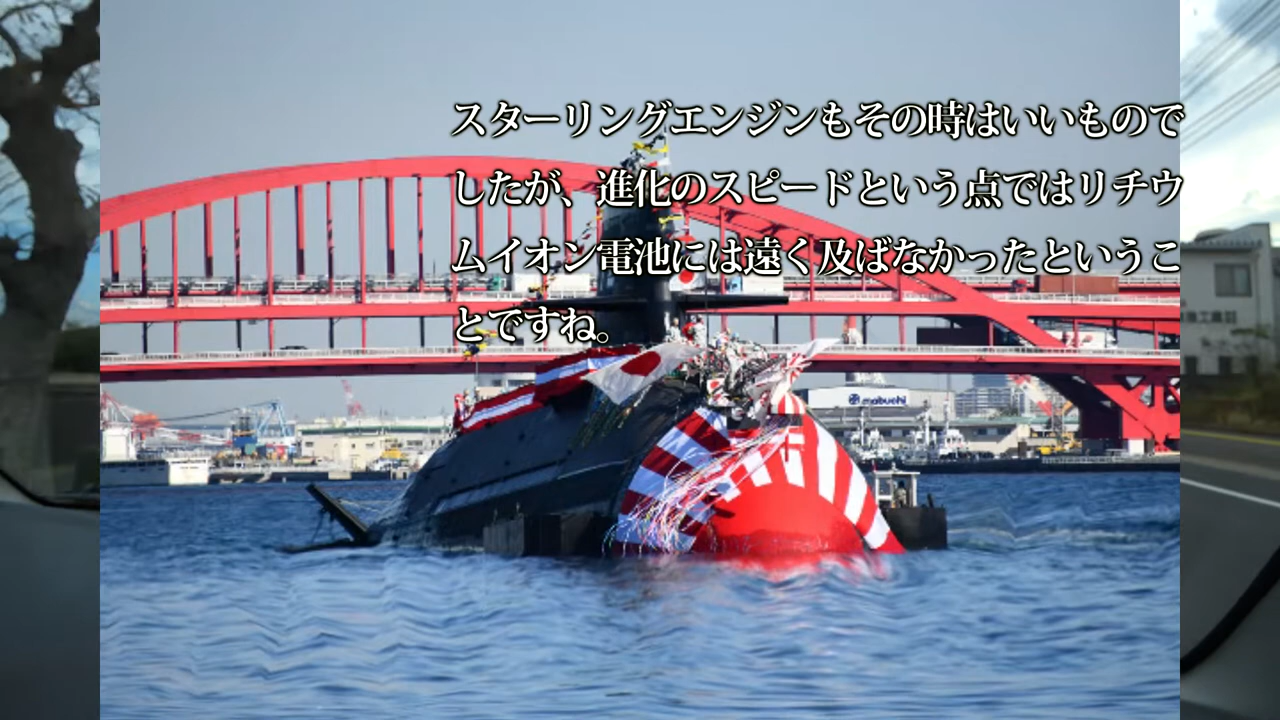 スターリングエンジンもその時はいいもので
したが、進化のスピードという点ではリチウ
ムイオン電池には遠く及ばなかったというこ
とですね。
mabuchi